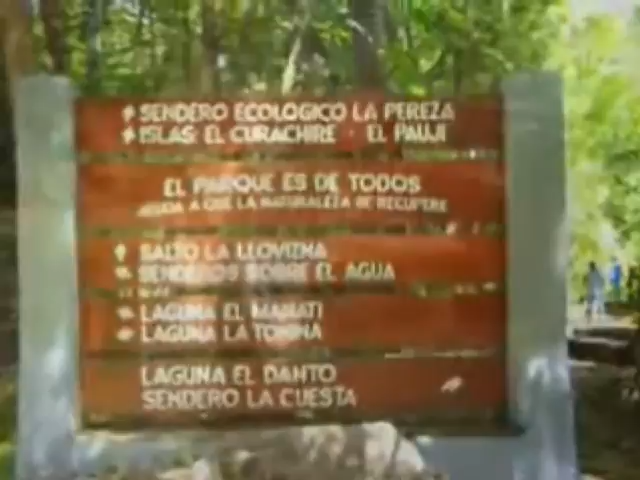 SENDERO ECOLOGICO LA PEREZA
ISLAS: EL CURACHIRE - EL PAUJI
EL PARQUE ES DE TODOS
AYUDA A QUE LA NATURALEZA SE RECUPERE
SALTO LA LLOVIZNA
SENDEROS SOBRE EL AGUA
LAGUNA EL MANATI
LAGUNA LA TONINA
LAGUNA EL DANTO
SENDERO LA CUESTA